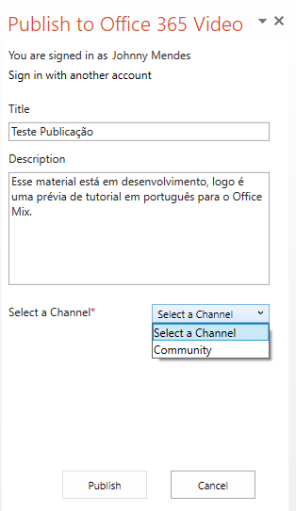 Publish to Office 365 Video
You are signed in as Johnny Mendes
Sign in with another account
Title
Teste Publicação
Description
Esse material está em desenvolvimento, logo é
uma prévia de tutorial em português para o Office
Mix.
Select a Channel* Select a Channel
Select a Channel
Community
Publish Cancel